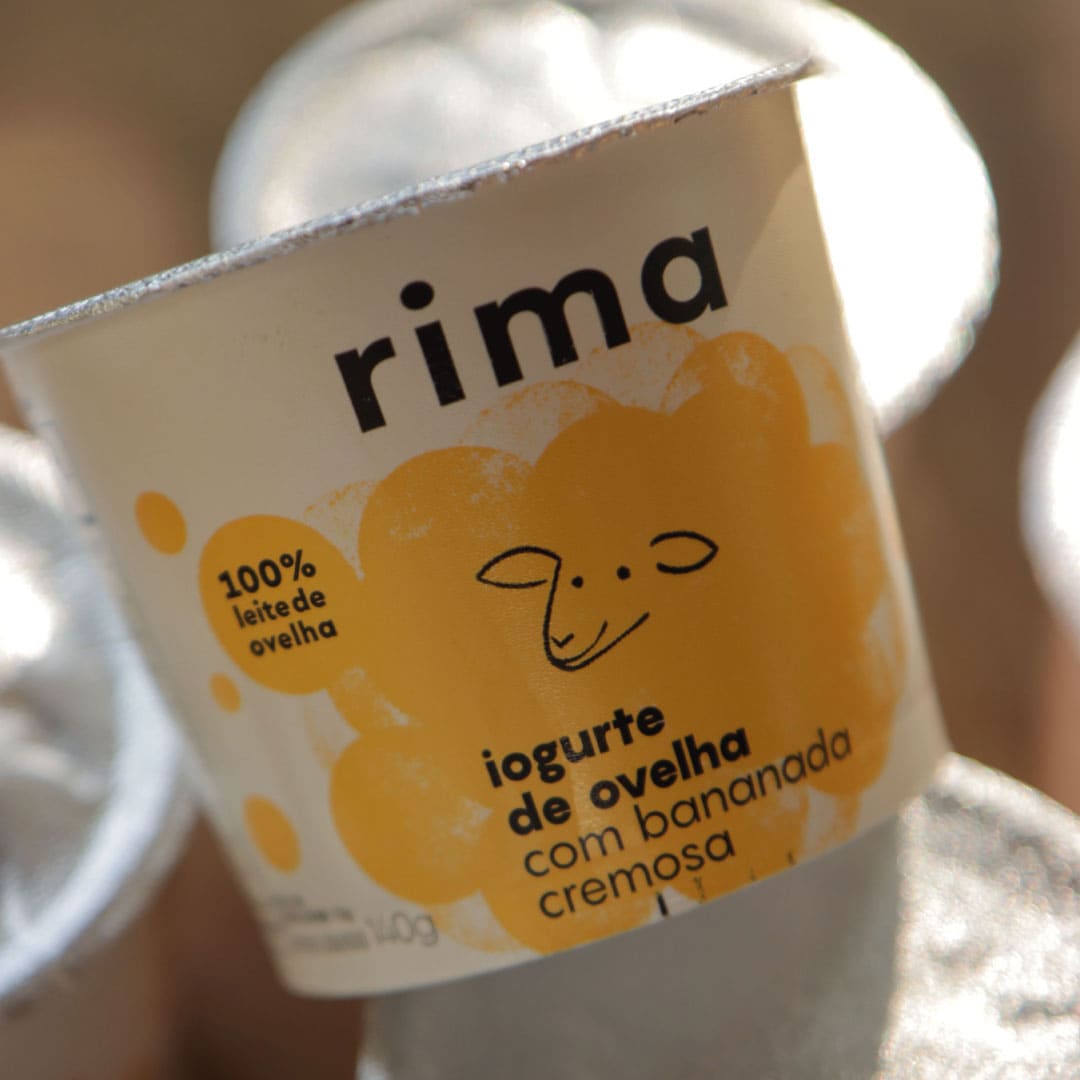 rima
100%
leite de
ovelha
iogurte
de ovelha
com bananada
cremosa
140g